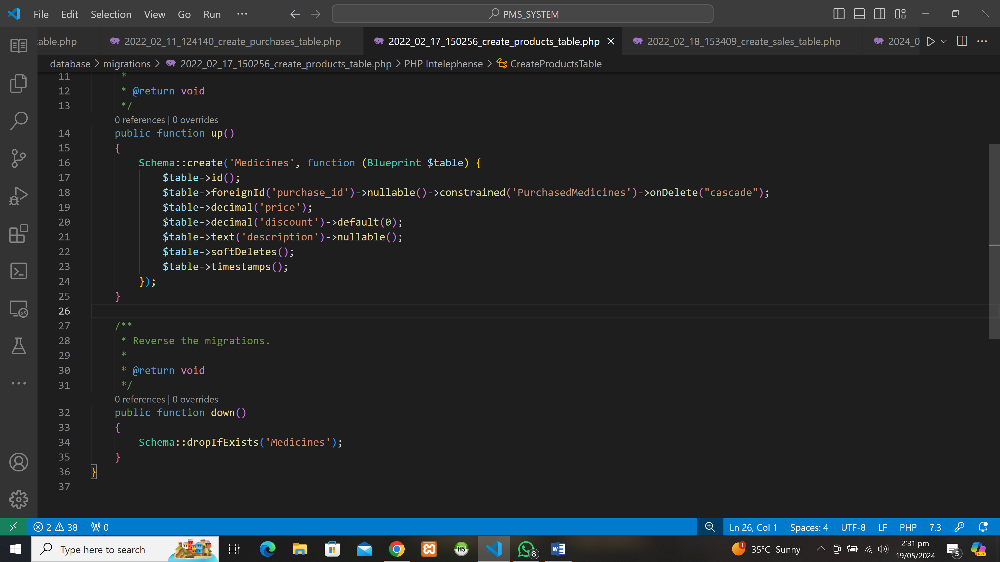 File Edit Selection View Go Run ··· PMS_SYSTEM
table.php 2022_02_11_124140_create_purchases_table.php 2022_02_17_150256_create_products_table.php 2022_02_18_153409_create_sales_table.php 2024_0
database > migrations > 2022_02_17_150256_create_products_table.php > PHP Intelephense > CreateProductsTable
11 *
12 * @return void
13 */
0 references | 0 overrides
14 public function up()
15 {
16 Schema::create('Medicines', function (Blueprint $table) {
17 $table->id();
18 $table->foreignId('purchase_id')->nullable()->constrained('PurchasedMedicines')->onDelete("cascade");
19 $table->decimal('price');
20 $table->decimal('discount')->default(0);
21 $table->text('description')->nullable();
22 $table->softDeletes();
23 $table->timestamps();
24 });
25 }
26
27 /**
28 * Reverse the migrations.
29 *
30 * @return void
31 */
0 references | 0 overrides
32 public function down()
33 {
34 Schema::dropIfExists('Medicines');
35 }
36 }
37
2 38 0 Ln 26, Col 1 Spaces: 4 UTF-8 LF PHP 7.3
Type here to search HS 8 W 1 35°C Sunny 2:31 pm 5 PRE
19/05/2024